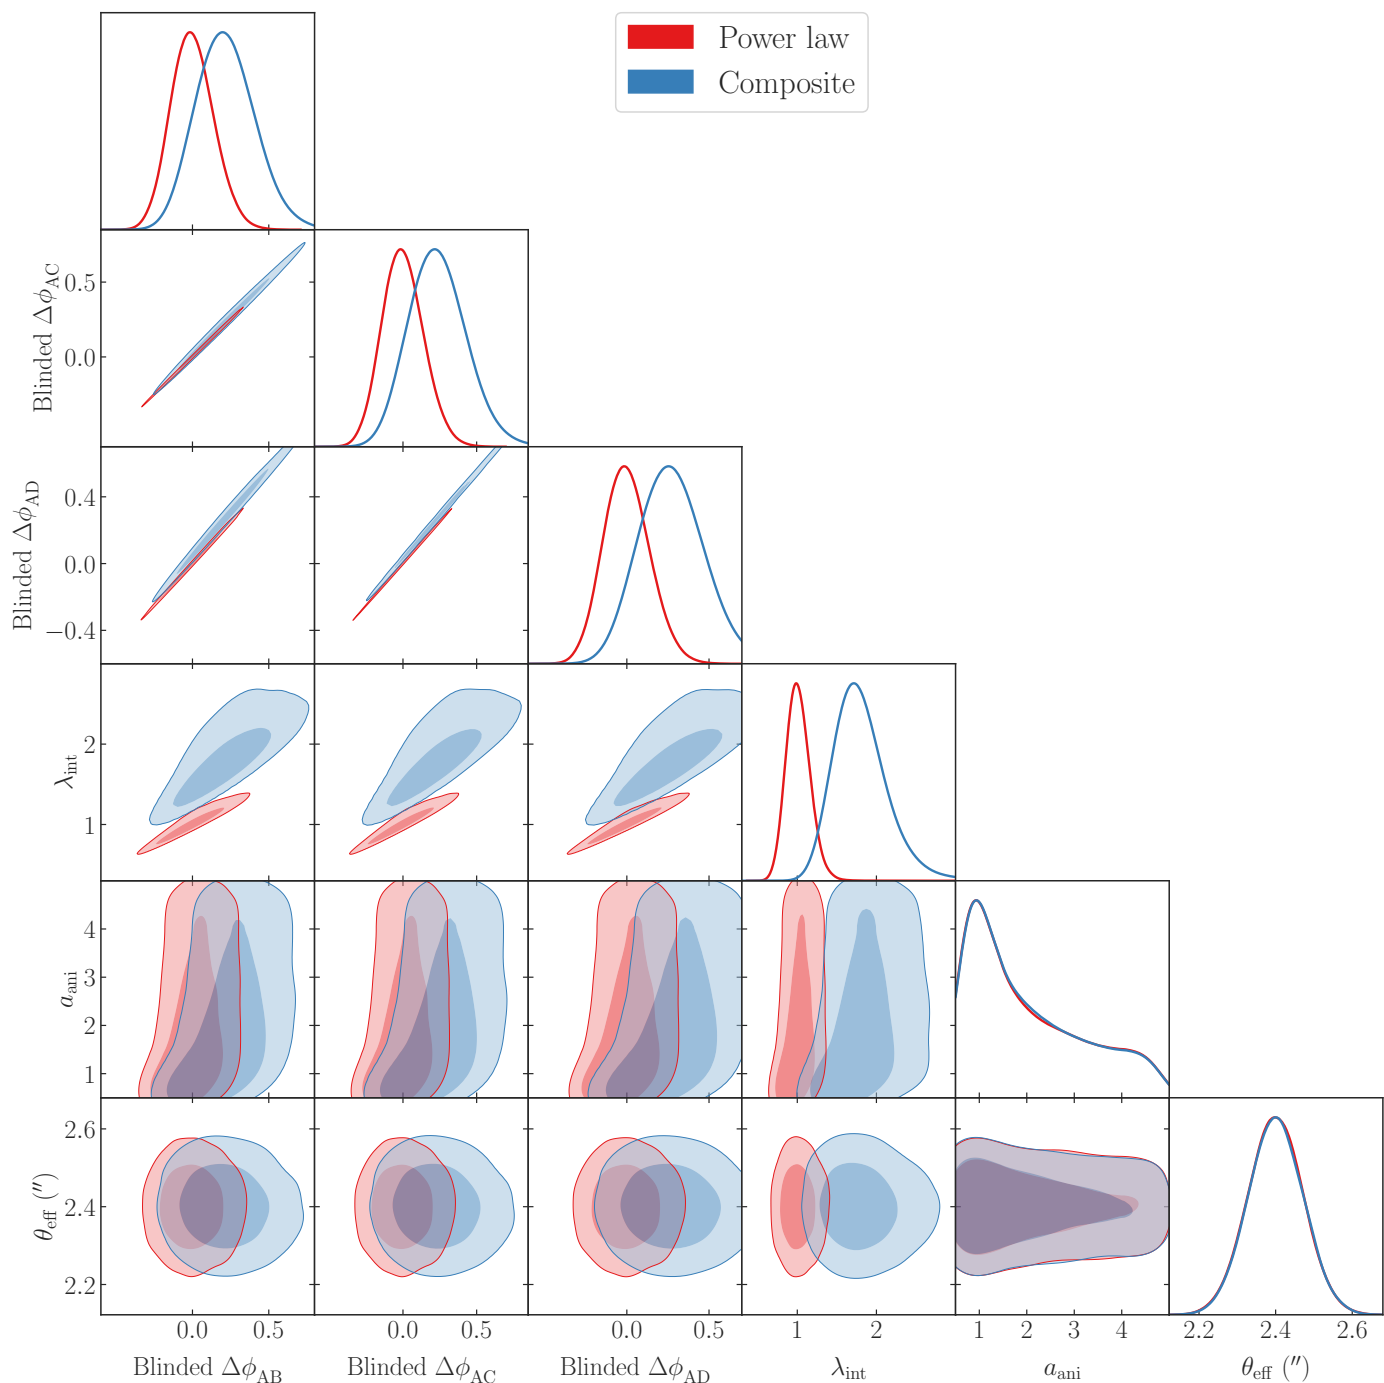 Power law
Composite
Blinded Δϕ_AC
0.5
0.0
Blinded Δϕ_AD
0.4
0.0
−0.4
λ_int
2
1
a_ani
4
3
2
1
θ_eff (″)
2.6
2.4
2.2
0.0 0.5 0.0 0.5 0.0 0.5 1 2 1 2 3 4 2.2 2.4 2.6
Blinded Δϕ_AB Blinded Δϕ_AC Blinded Δϕ_AD λ_int a_ani θ_eff (″)